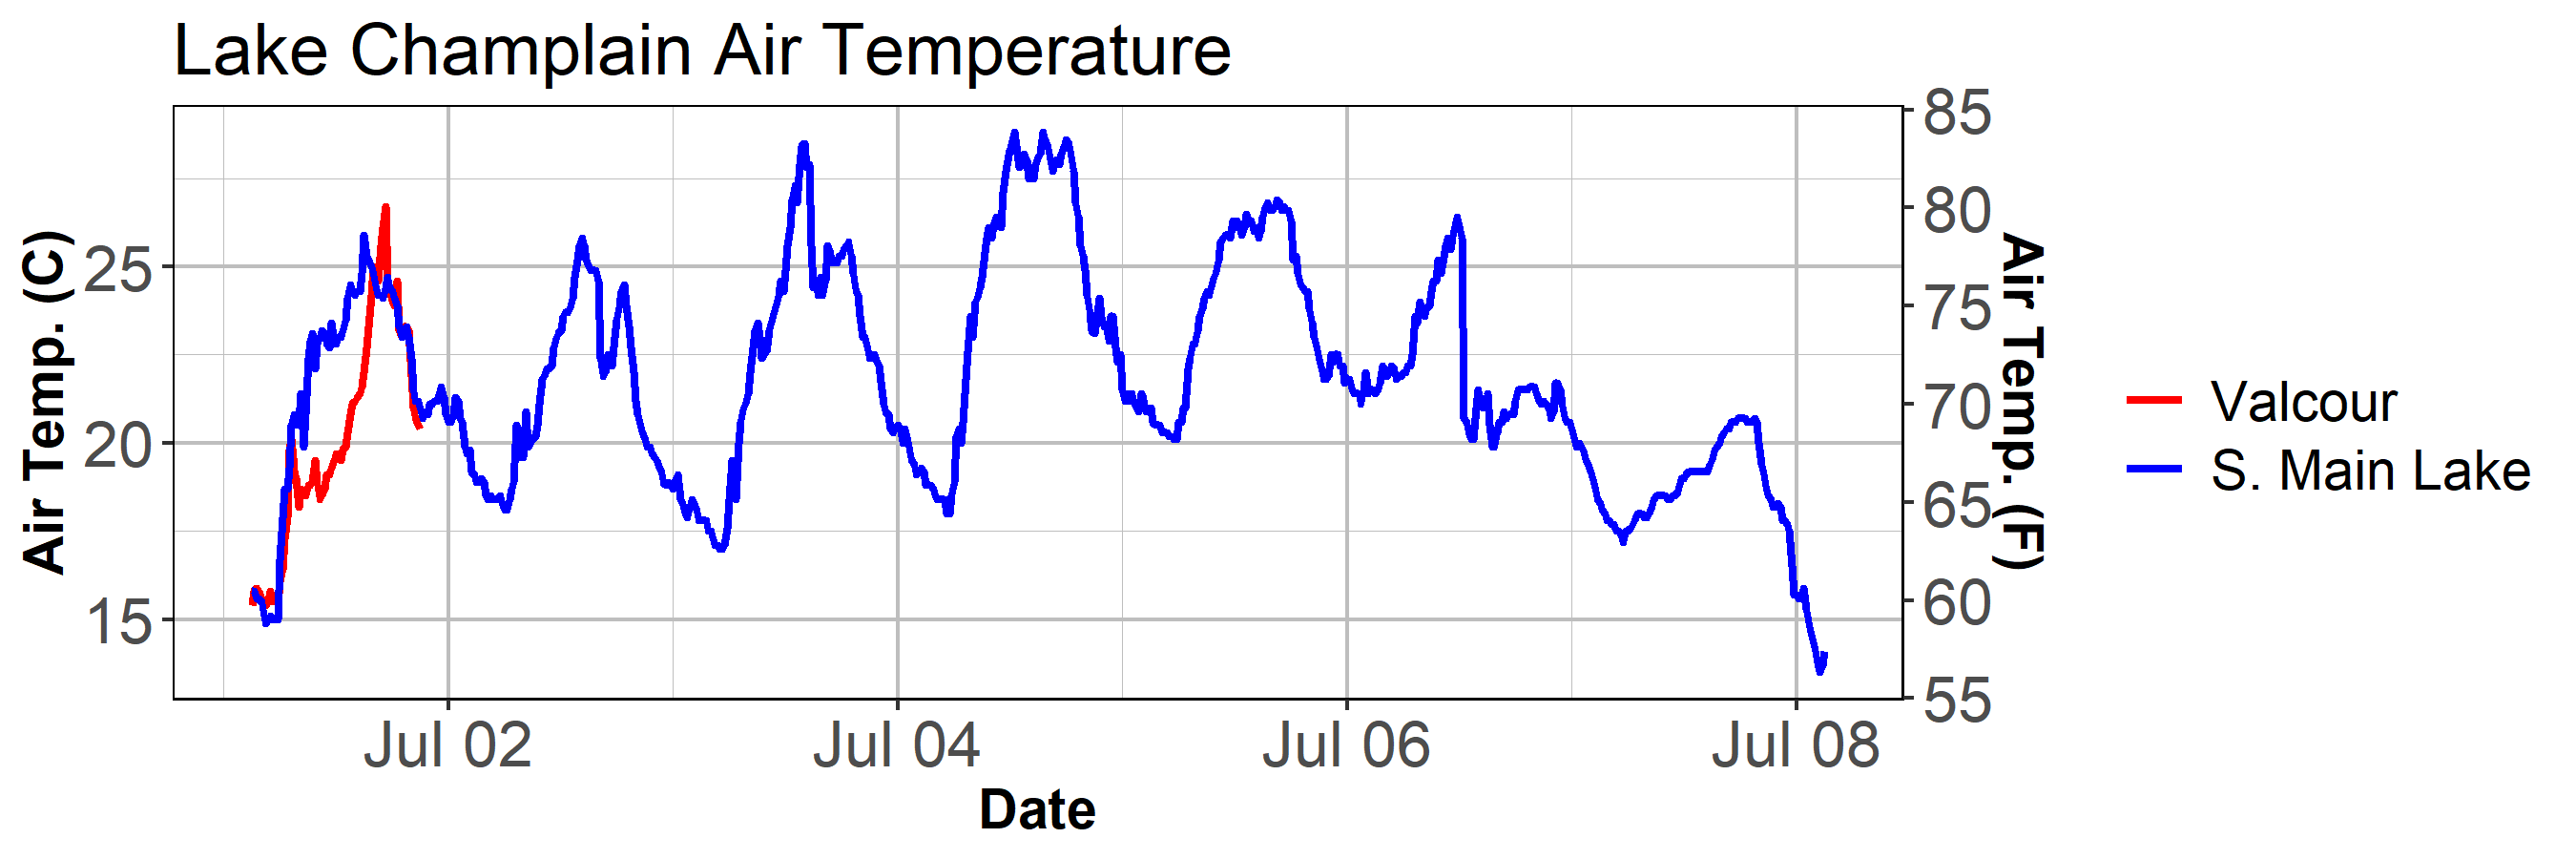 Lake Champlain Air Temperature
Air Temp. (C)
25
20
15
85
80
75
70
65
60
55
Air Temp. (F)
Jul 02
Jul 04
Jul 06
Jul 08
Date
Valcour
S. Main Lake